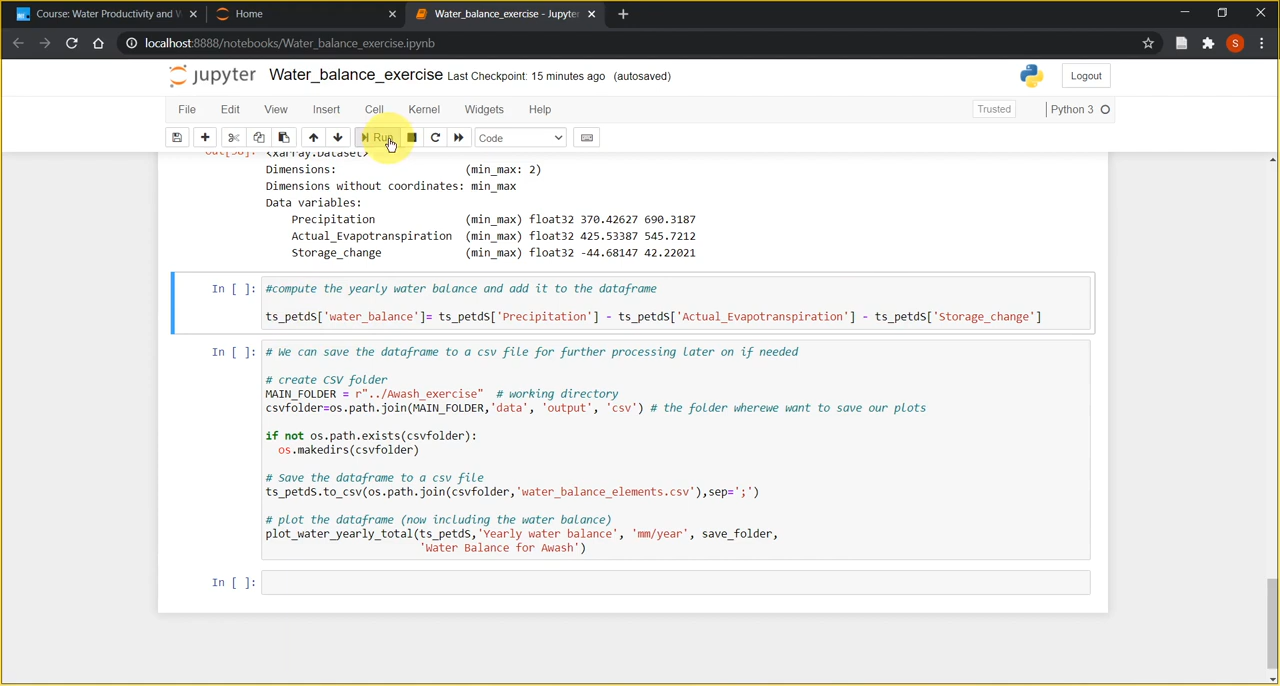 Course: Water Productivity and W
Home
Water_balance_exercise - Jupyter
localhost:8888/notebooks/Water_balance_exercise.ipynb
S
jupyter Water_balance_exercise Last Checkpoint: 15 minutes ago (autosaved)
Logout
File Edit View Insert Cell Kernel Widgets Help
Trusted
Python 3
Run
Code
<xarray.Dataset>
Dimensions: (min_max: 2)
Dimensions without coordinates: min_max
Data variables:
Precipitation (min_max) float32 370.42627 690.3187
Actual_Evapotranspiration (min_max) float32 425.53387 545.7212
Storage_change (min_max) float32 -44.68147 42.22021
In [ ]: #compute the yearly water balance and add it to the dataframe
ts_petdS['water_balance']= ts_petdS['Precipitation'] - ts_petdS['Actual_Evapotranspiration'] - ts_petdS['Storage_change']
In [ ]: # We can save the dataframe to a csv file for further processing later on if needed
# create CSV folder
MAIN_FOLDER = r"../Awash_exercise" # working directory
csvfolder=os.path.join(MAIN_FOLDER,'data', 'output', 'csv') # the folder wherewe want to save our plots
if not os.path.exists(csvfolder):
os.makedirs(csvfolder)
# Save the dataframe to a csv file
ts_petdS.to_csv(os.path.join(csvfolder,'water_balance_elements.csv'),sep=';')
# plot the dataframe (now including the water balance)
plot_water_yearly_total(ts_petdS,'Yearly water balance', 'mm/year', save_folder,
'Water Balance for Awash')
In [ ]: